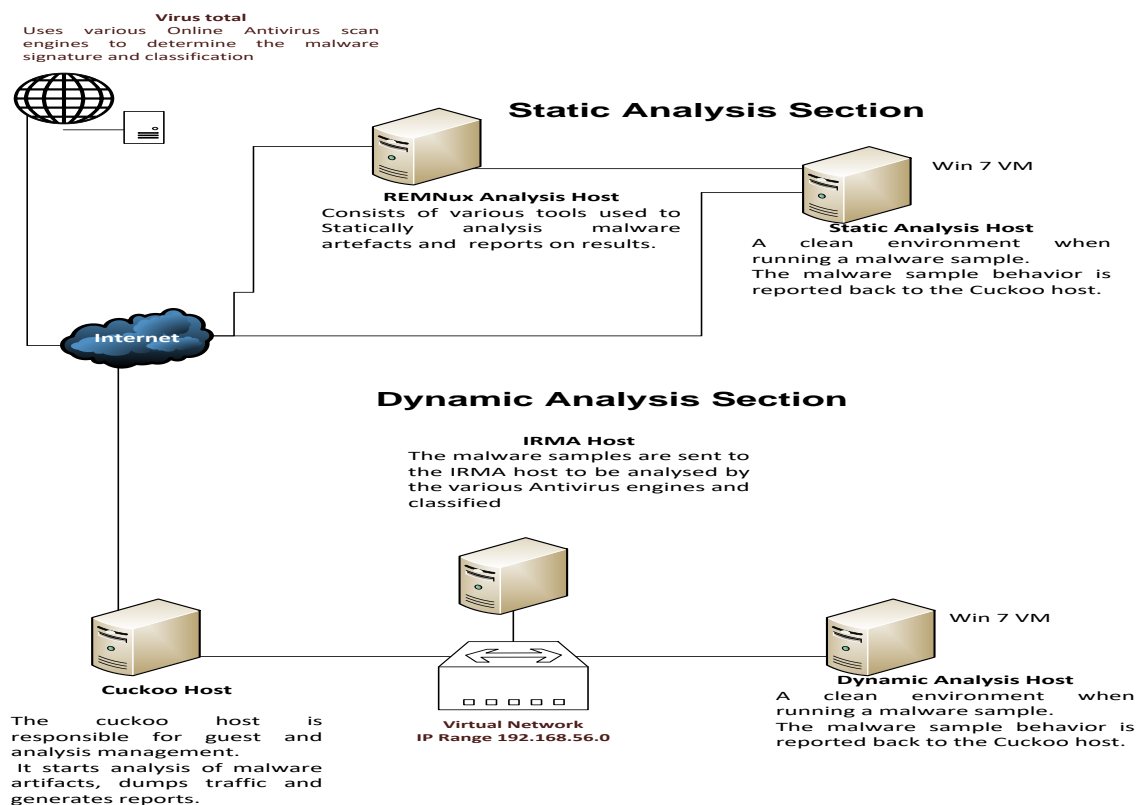 Virus total
Uses various Online Antivirus scan
engines to determine the malware
signature and classification
Static Analysis Section
Win 7 VM
REMNux Analysis Host
Consists of various tools used to
Statically analysis malware
artefacts and reports on results.
Static Analysis Host
A clean environment when
running a malware sample.
The malware sample behavior is
reported back to the Cuckoo host.
Internet
Dynamic Analysis Section
IRMA Host
The malware samples are sent to
the IRMA host to be analysed by
the various Antivirus engines and
classified
Win 7 VM
Cuckoo Host
The cuckoo host is
responsible for guest and
analysis management.
It starts analysis of malware
artifacts, dumps traffic and
generates reports.
Virtual Network
IP Range 192.168.56.0
Dynamic Analysis Host
A clean environment when
running a malware sample.
The malware sample behavior is
reported back to the Cuckoo host.